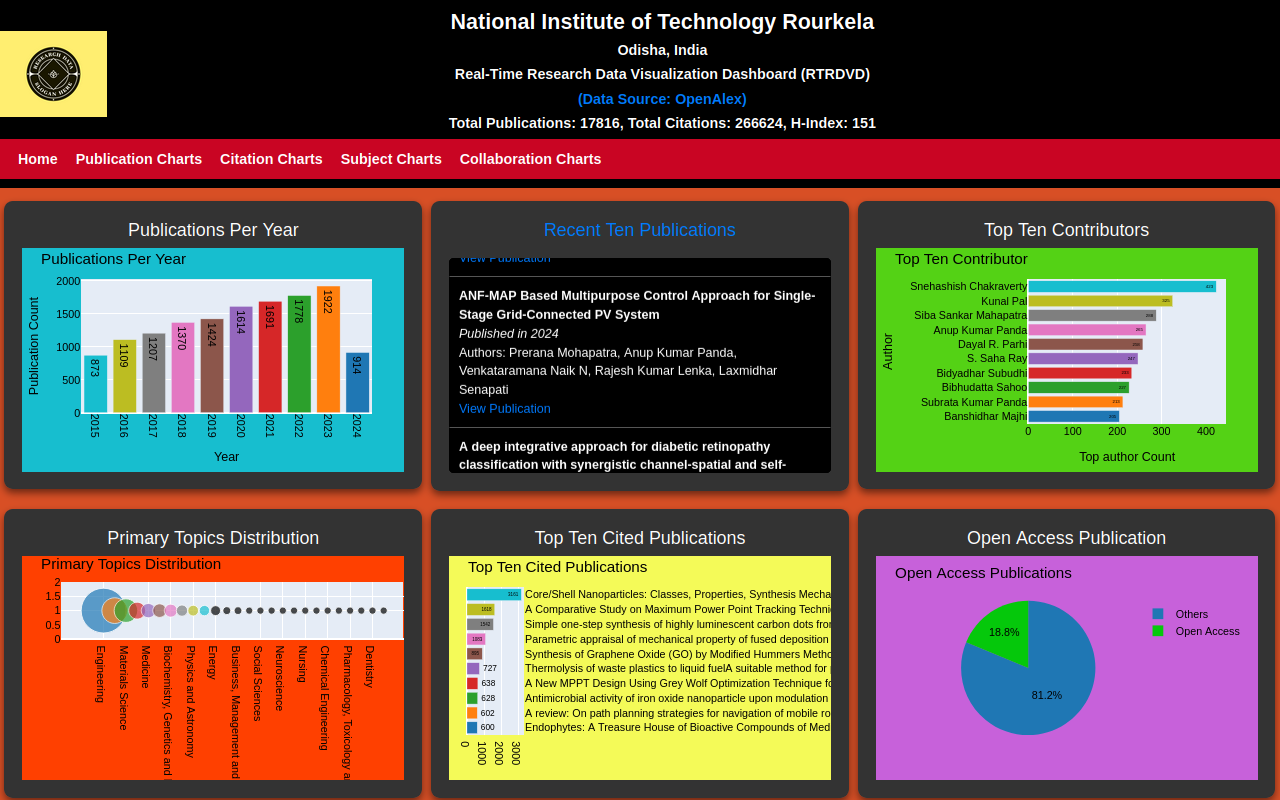 National Institute of Technology Rourkela
Odisha, India
Real-Time Research Data Visualization Dashboard (RTRDVD)
(Data Source: OpenAlex)
Total Publications: 17816, Total Citations: 266624, H-Index: 151
RESEARCH DATA
SLOGAN HERE
Home Publication Charts Citation Charts Subject Charts Collaboration Charts
Publications Per Year
Publications Per Year
Publication Count
2000
1500
1000
500
0
873 1109 1207 1370 1424 1614 1691 1778 1922 914
2015 2016 2017 2018 2019 2020 2021 2022 2023 2024
Year
Recent Ten Publications
View Publication
ANF-MAP Based Multipurpose Control Approach for Single-
Stage Grid-Connected PV System
Published in 2024
Authors: Prerana Mohapatra, Anup Kumar Panda,
Venkataramana Naik N, Rajesh Kumar Lenka, Laxmidhar
Senapati
View Publication
A deep integrative approach for diabetic retinopathy
classification with synergistic channel-spatial and self-
Top Ten Contributors
Top Ten Contributor
Author
Snehashish Chakraverty
Kunal Pal
Siba Sankar Mahapatra
Anup Kumar Panda
Dayal R. Parhi
S. Saha Ray
Bidyadhar Subudhi
Bibhudatta Sahoo
Subrata Kumar Panda
Banshidhar Majhi
0 100 200 300 400
Top author Count
Primary Topics Distribution
Primary Topics Distribution
2
1.5
1
0.5
0
Engineering
Materials Science
Medicine
Biochemistry, Genetics and
Physics and Astronomy
Energy
Business, Management and
Social Sciences
Neuroscience
Nursing
Chemical Engineering
Pharmacology, Toxicology a
Dentistry
Top Ten Cited Publications
Top Ten Cited Publications
3161 Core/Shell Nanoparticles: Classes, Properties, Synthesis Mecha
1618 A Comparative Study on Maximum Power Point Tracking Techni
1542 Simple one-step synthesis of highly luminescent carbon dots fro
1083 Parametric appraisal of mechanical property of fused deposition
Synthesis of Graphene Oxide (GO) by Modified Hummers Metho
727 Thermolysis of waste plastics to liquid fuelA suitable method for
638 A New MPPT Design Using Grey Wolf Optimization Technique fo
628 Antimicrobial activity of iron oxide nanoparticle upon modulation
602 A review: On path planning strategies for navigation of mobile ro
600 Endophytes: A Treasure House of Bioactive Compounds of Med
0 1000 2000 3000
Open Access Publication
Open Access Publications
18.8%
81.2%
Others
Open Access